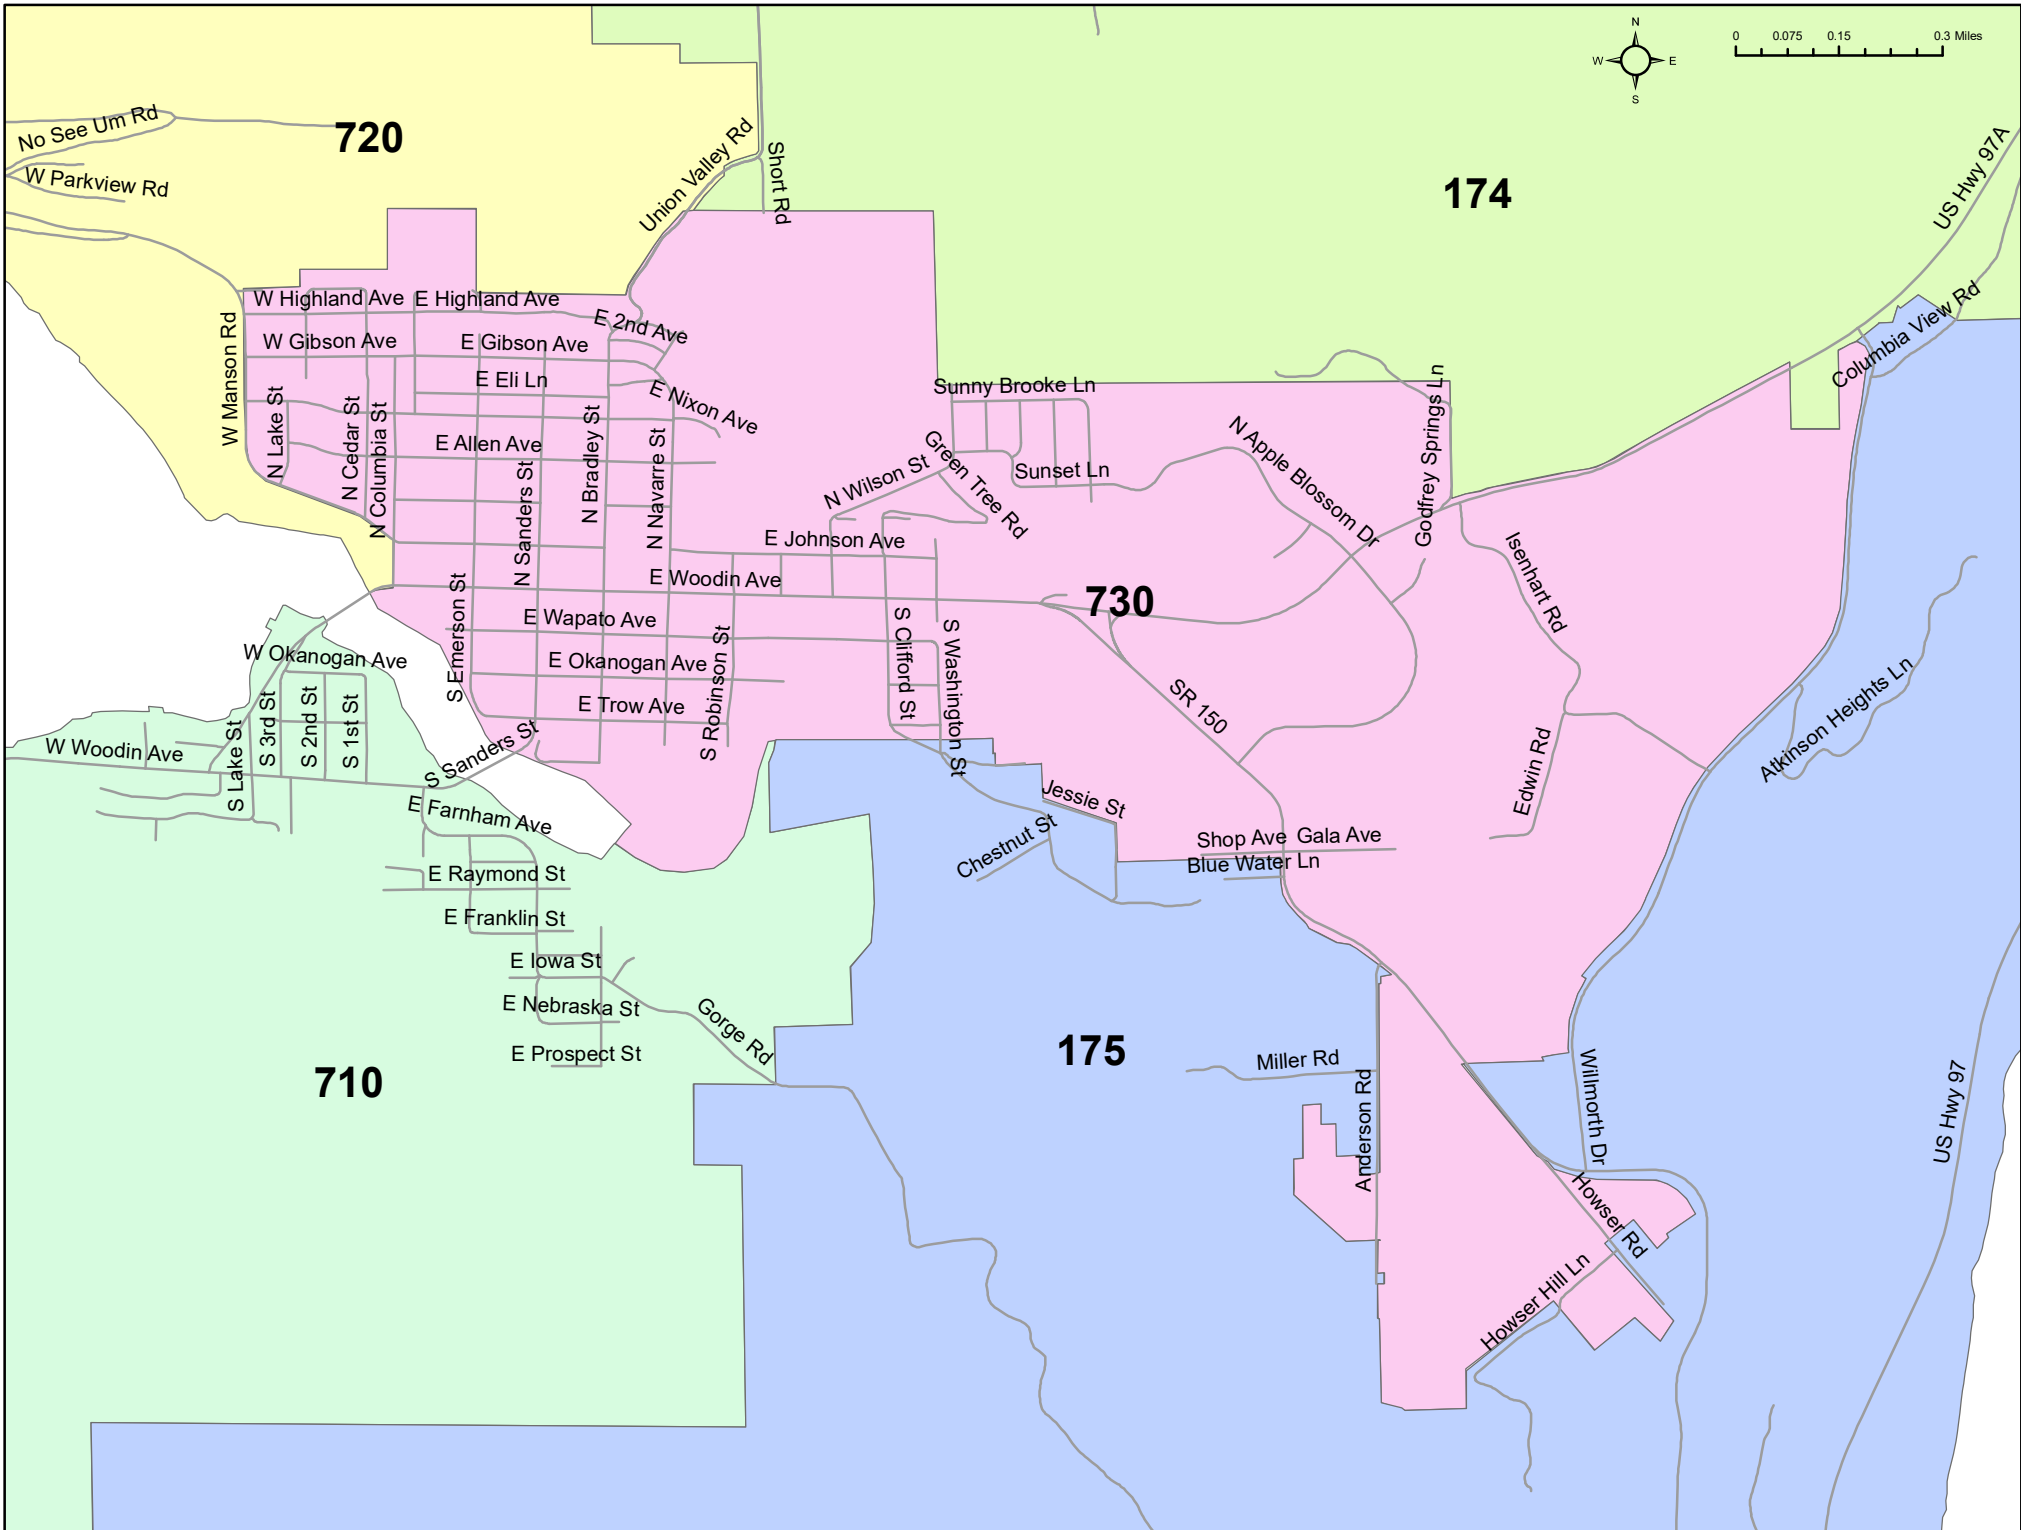 N
W
E
S
0
0.075
0.15
0.3 Miles
No See Um Rd
720
W Parkview Rd
Union Valley Rd
Short Rd
174
US Hwy 97A
Columbia View Rd
W Highland Ave
E Highland Ave
E 2nd Ave
W Manson Rd
W Gibson Ave
E Gibson Ave
E Eli Ln
E Nixon Ave
Sunny Brooke Ln
N Lake St
N Cedar St
N Columbia St
E Allen Ave
N Bradley St
N Navarre St
N Sanders St
N Wilson St
Green Tree Rd
Sunset Ln
N Apple Blossom Dr
Godfrey Springs Ln
Isenhart Rd
E Johnson Ave
E Woodin Ave
730
S Emerson St
E Wapato Ave
W Okanogan Ave
E Okanogan Ave
S Robinson St
S Clifford St
S Washington St
E Trow Ave
SR 150
Atkinson Heights Ln
S 3rd St
S 2nd St
S 1st St
W Woodin Ave
S Lake St
S Sanders St
Edwin Rd
E Farnham Ave
Jessie St
Chestnut St
Shop Ave
Gala Ave
Blue Water Ln
E Raymond St
E Franklin St
E Iowa St
E Nebraska St
Gorge Rd
E Prospect St
710
175
Miller Rd
Anderson Rd
Willmorth Dr
US Hwy 97
Howser Rd
Howser Hill Ln